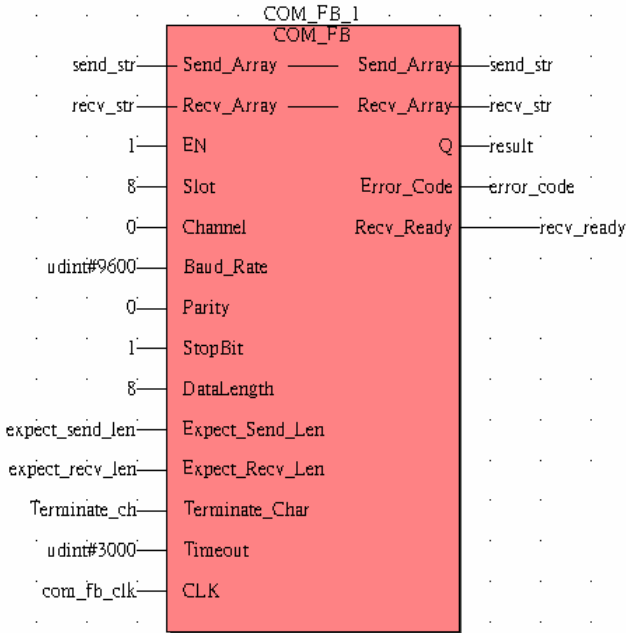 COM_FB_1
COM_FB
send_str Send_Array Send_Array send_str
recv_str Recv_Array Recv_Array recv_str
1 EN Q result
8 Slot Error_Code error_code
0 Channel Recv_Ready recv_ready
udint#9600 Baud_Rate
0 Parity
1 StopBit
8 DataLength
expect_send_len Expect_Send_Len
expect_recv_len Expect_Recv_Len
Terminate_ch Terminate_Char
udint#3000 Timeout
com_fb_clk CLK